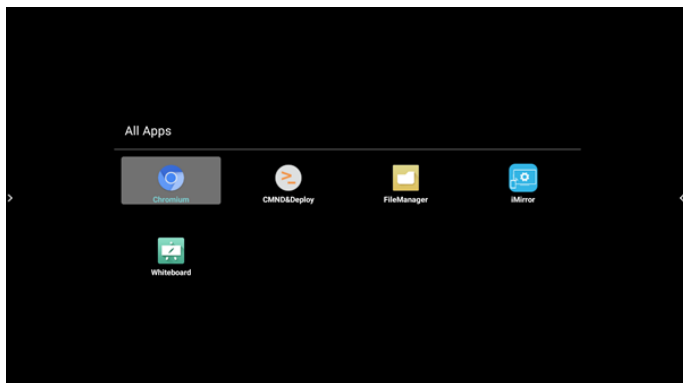 All Apps
Chromium
CMND&Deploy
FileManager
iMirror
Whiteboard